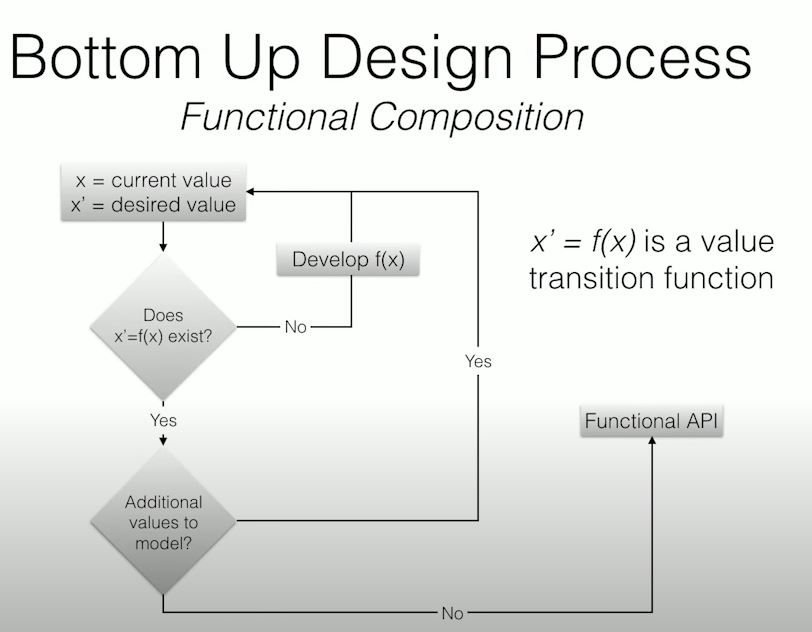 Bottom Up Design Process
Functional Composition
x = current value
x’ = desired value
Develop f(x)
x’ = f(x) is a value
transition function
Does
x’=f(x) exist?
No
Yes
Yes
Functional API
Additional
values to
model?
No